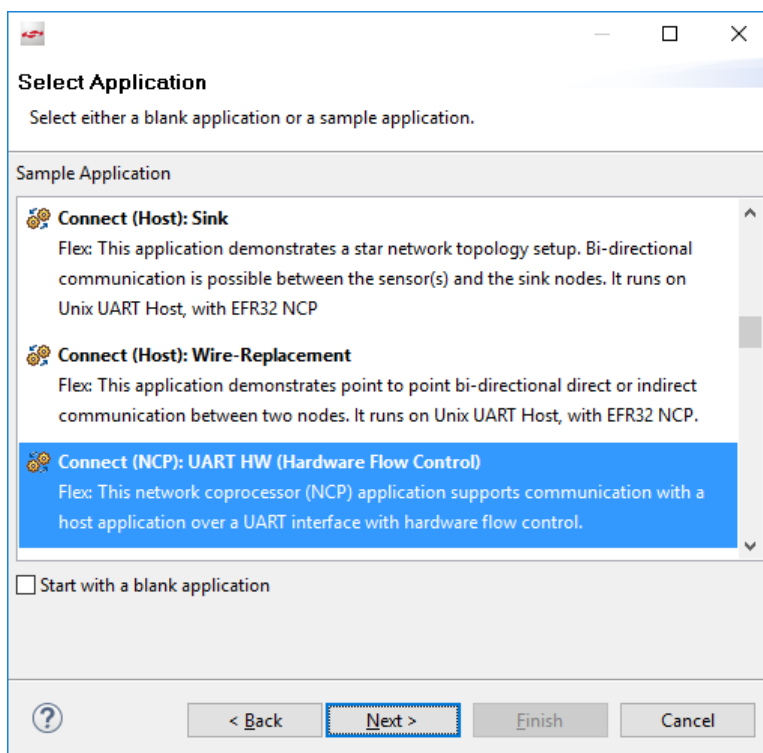 Select Application
Select either a blank application or a sample application.
Sample Application
Connect (Host): Sink
Flex: This application demonstrates a star network topology setup. Bi-directional
communication is possible between the sensor(s) and the sink nodes. It runs on
Unix UART Host, with EFR32 NCP
Connect (Host): Wire-Replacement
Flex: This application demonstrates point to point bi-directional direct or indirect
communication between two nodes. It runs on Unix UART Host, with EFR32 NCP.
Connect (NCP): UART HW (Hardware Flow Control)
Flex: This network coprocessor (NCP) application supports communication with a
host application over a UART interface with hardware flow control.
Start with a blank application
? < Back Next > Finish Cancel